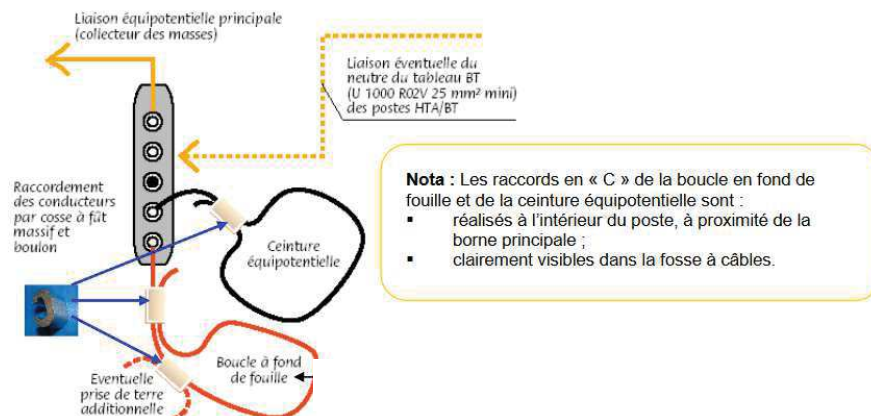 Liaison équipotentielle principale
(collecteur des masses)
Liaison éventuelle du
neutre du tableau BT
(U 1000 R02V 25 mm² mini)
des postes HTA/BT
Raccordement
des conducteurs
par cosse à fût
massif et
boulon
Ceinture
équipotentielle
Nota : Les raccords en « C » de la boucle en fond de
fouille et de la ceinture équipotentielle sont :
▪ réalisés à l'intérieur du poste, à proximité de la
borne principale ;
▪ clairement visibles dans la fosse à câbles.
Boucle à fond
de fouille
Eventuelle
prise de terre
additionnelle